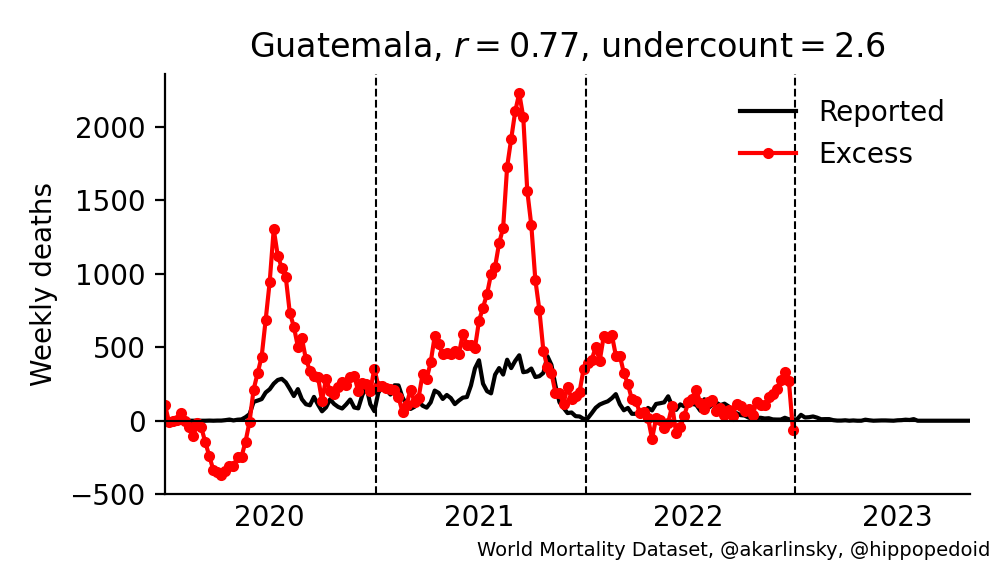 Guatemala, r = 0.77, undercount = 2.6
Reported
Excess
Weekly deaths
2000
1500
1000
500
0
−500
2020 2021 2022 2023
World Mortality Dataset, @akarlinsky, @hippopedoid